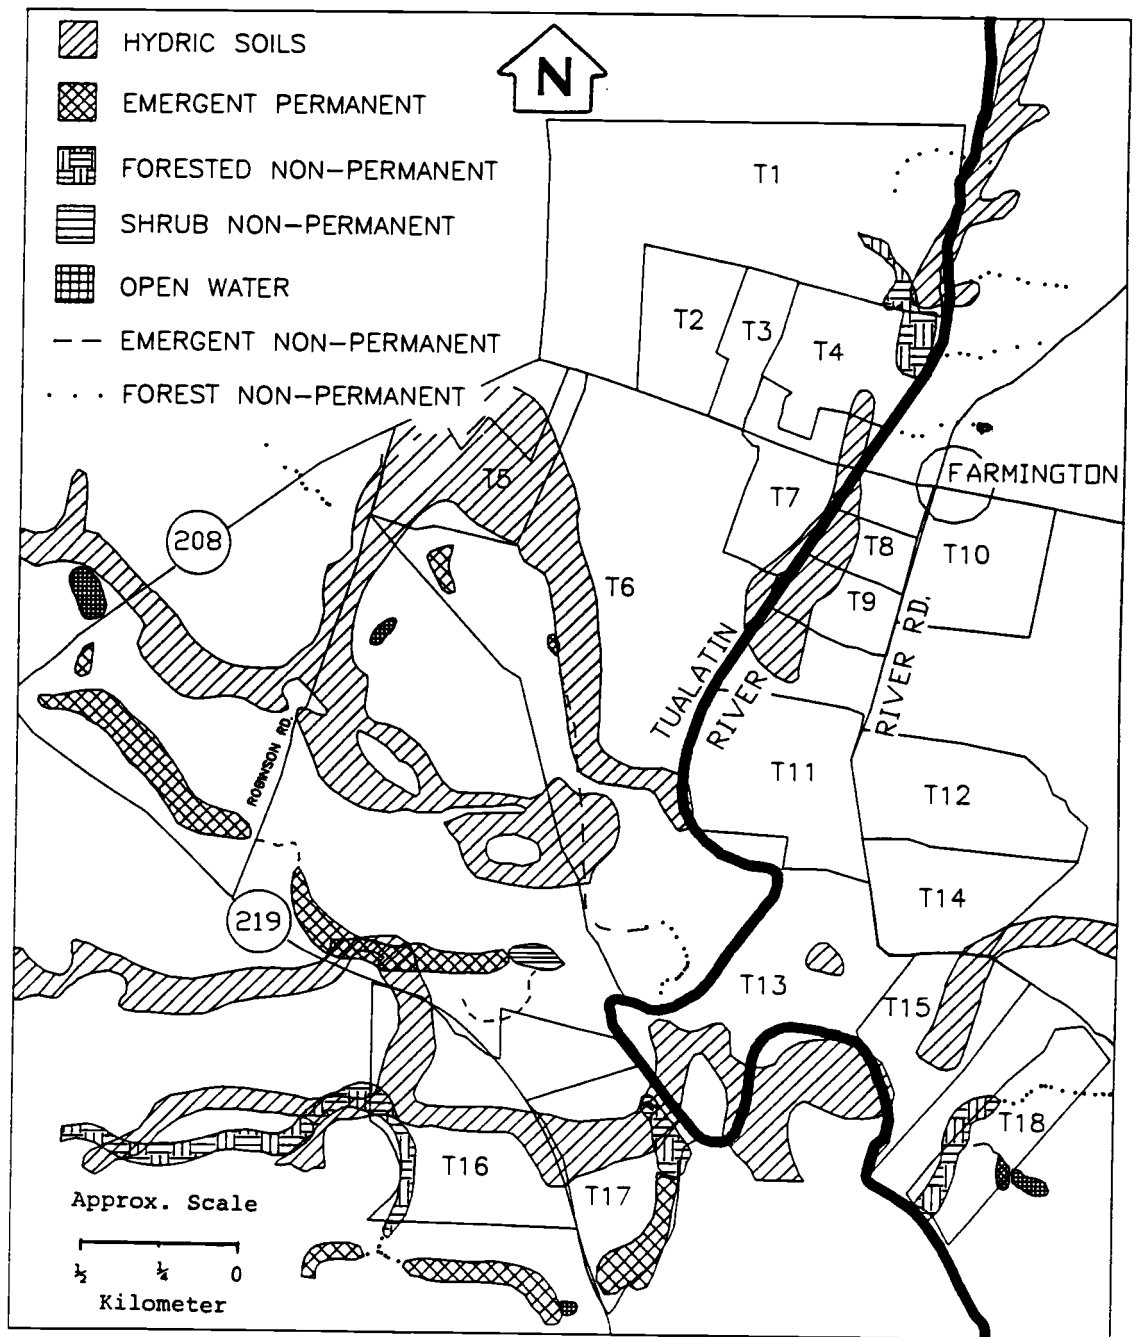 HYDRIC SOILS
EMERGENT PERMANENT
FORESTED NON-PERMANENT
SHRUB NON-PERMANENT
OPEN WATER
EMERGENT NON-PERMANENT
FOREST NON-PERMANENT
N
T1
T2
T3
T4
T5
FARMINGTON
T7
208
T8
T10
T6
T9
TUALATIN
RIVER
RIVER RD.
ROBINSON RD.
T11
T12
T14
219
T13
T15
T18
T16
T17
Approx. Scale
½ ¼ 0
Kilometer